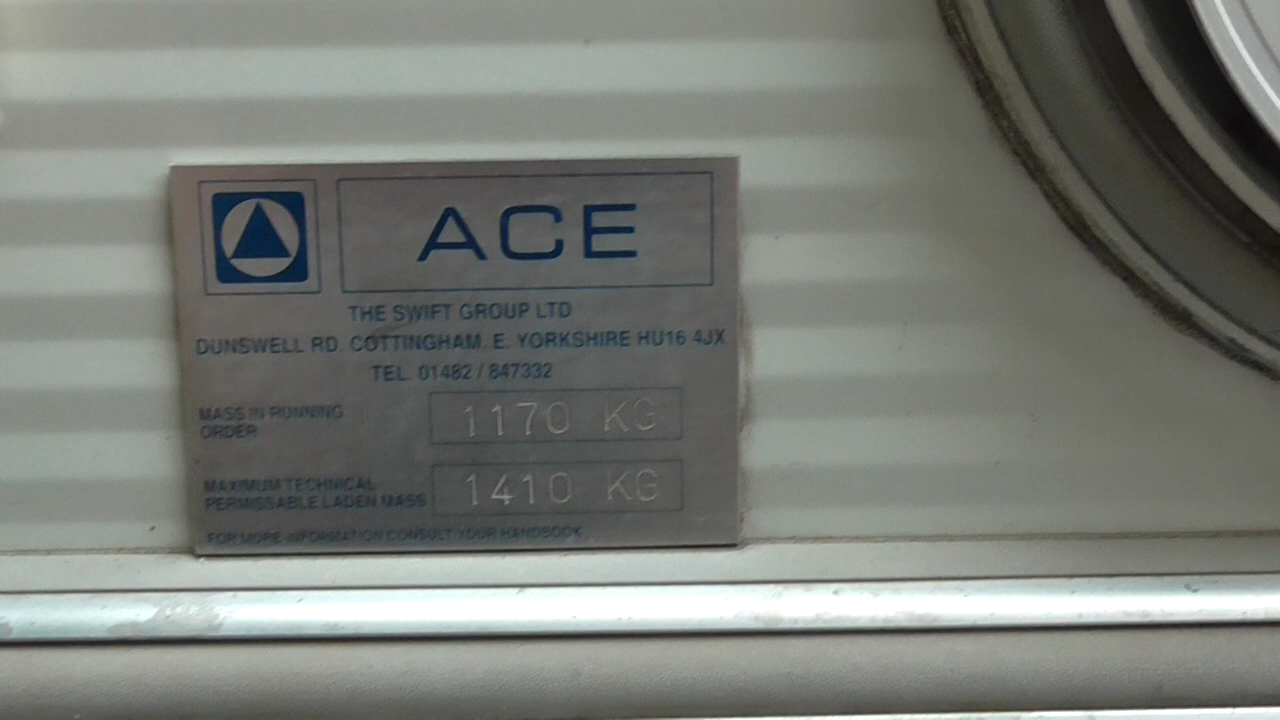 ACE
THE SWIFT GROUP LTD
DUNSWELL RD. COTTINGHAM. E. YORKSHIRE HU16 4JX
TEL. 01482 / 847332
MASS IN RUNNING
ORDER
1170 KG
MAXIMUM TECHNICAL
PERMISSABLE LADEN MASS
1410 KG
FOR MORE INFORMATION CONSULT YOUR HANDBOOK